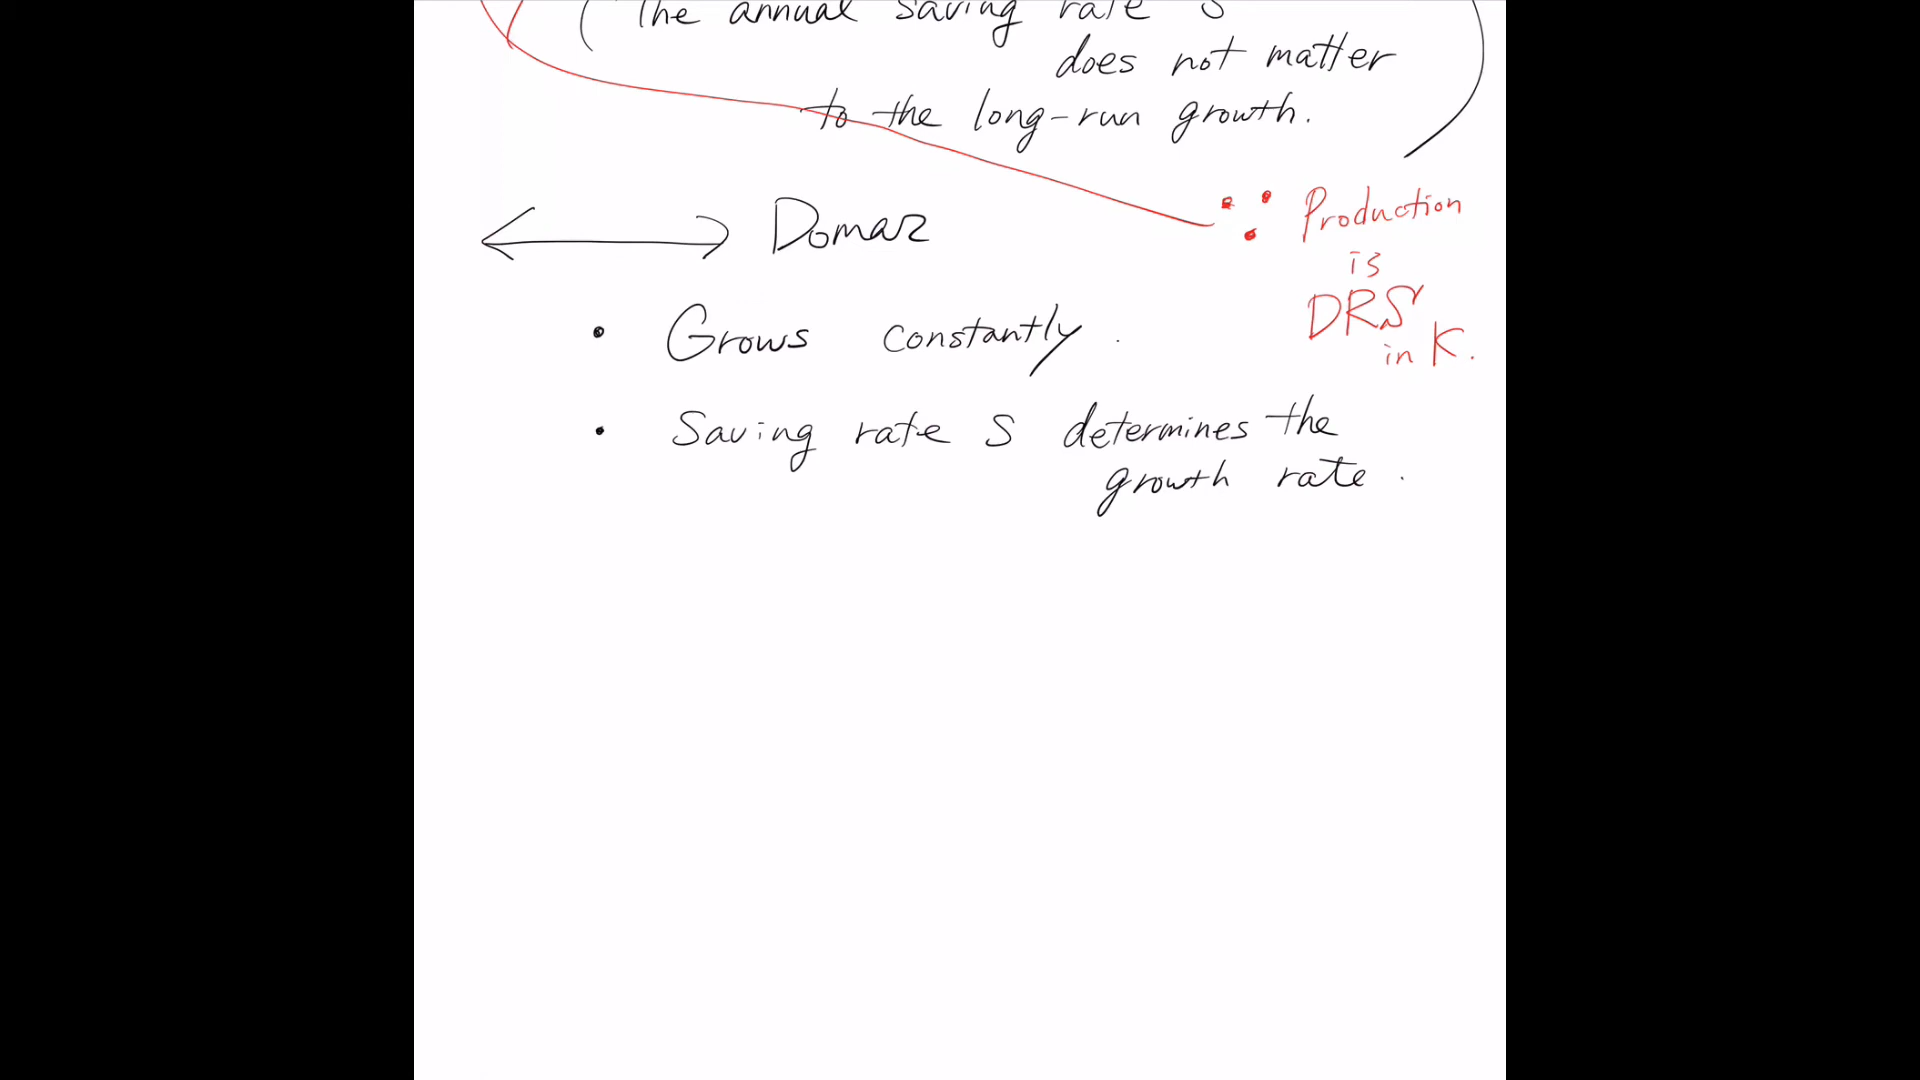 (The annual saving rate s
does not matter
to the long-run growth.)
⟷ Domar
∵ Production
is
DRS
in K.
• Grows constantly.
• Saving rate s determines the
growth rate.